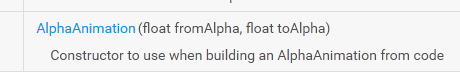 AlphaAnimation(float fromAlpha, float toAlpha)
Constructor to use when building an AlphaAnimation from code